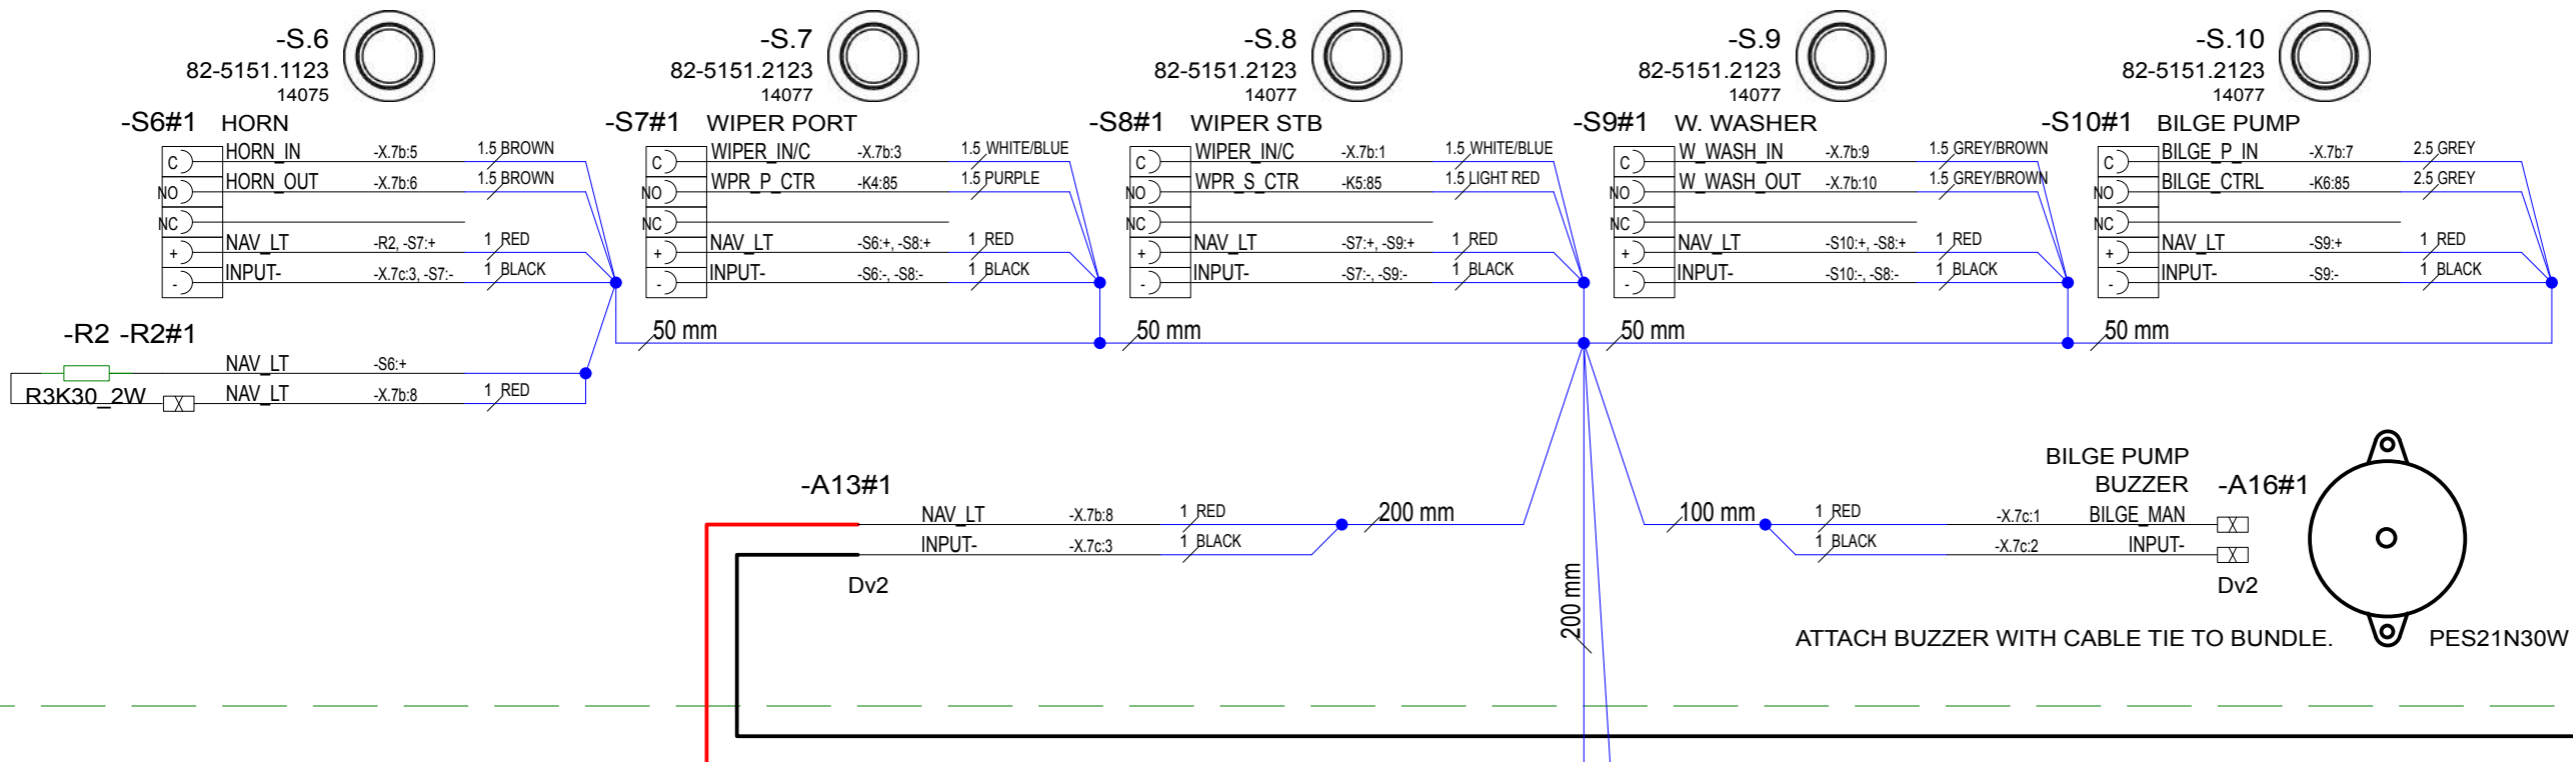 -S.6
82-5151.1123
14075
-S6#1 HORN
C HORN_IN -X.7b:5 1.5 BROWN
NO HORN_OUT -X.7b:6 1.5 BROWN
NC
+ NAV_LT -R2, -S7:+ 1 RED
- INPUT- -X.7c:3, -S7:- 1 BLACK
-S.7
82-5151.2123
14077
-S7#1 WIPER PORT
C WIPER_IN/C -X.7b:3 1.5 WHITE/BLUE
NO WPR_P_CTR -K4:85 1.5 PURPLE
NC
+ NAV_LT -S6:+, -S8:+ 1 RED
- INPUT- -S6:-, -S8:- 1 BLACK
-S.8
82-5151.2123
14077
-S8#1 WIPER STB
C WIPER_IN/C -X.7b:1 1.5 WHITE/BLUE
NO WPR_S_CTR -K5:85 1.5 LIGHT RED
NC
+ NAV_LT -S7:+, -S9:+ 1 RED
- INPUT- -S7:-, -S9:- 1 BLACK
-S.9
82-5151.2123
14077
-S9#1 W. WASHER
C W_WASH_IN -X.7b:9 1.5 GREY/BROWN
NO W_WASH_OUT -X.7b:10 1.5 GREY/BROWN
NC
+ NAV_LT -S10:+, -S8:+ 1 RED
- INPUT- -S10:-, -S8:- 1 BLACK
-S.10
82-5151.2123
14077
-S10#1 BILGE PUMP
C BILGE_P_IN -X.7b:7 2.5 GREY
NO BILGE_CTRL -K6:85 2.5 GREY
NC
+ NAV_LT -S9:+ 1 RED
- INPUT- -S9:- 1 BLACK
50 mm 50 mm 50 mm 50 mm
-R2 -R2#1
NAV_LT -S6:+
R3K30_2W X NAV_LT -X.7b:8 1 RED
-A13#1
NAV_LT -X.7b:8 1 RED 200 mm
INPUT- -X.7c:3 1 BLACK
Dv2
200 mm
BILGE PUMP
BUZZER -A16#1
100 mm 1 RED -X.7c:1 BILGE_MAN X
1 BLACK -X.7c:2 INPUT- X
Dv2
ATTACH BUZZER WITH CABLE TIE TO BUNDLE. PES21N30W